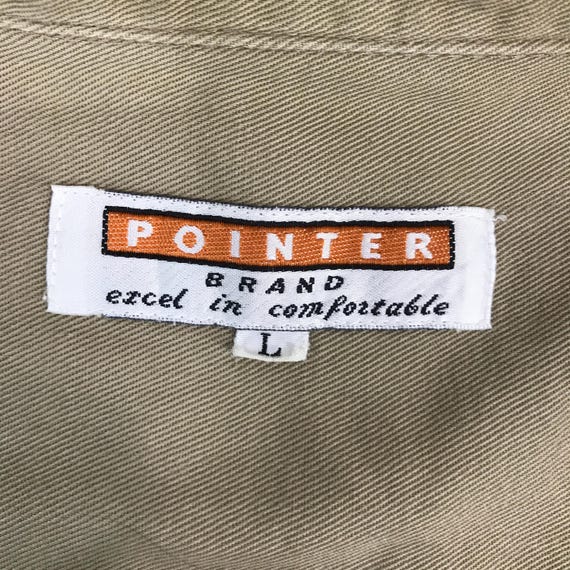 POINTER
BRAND
excel in comfortable
L